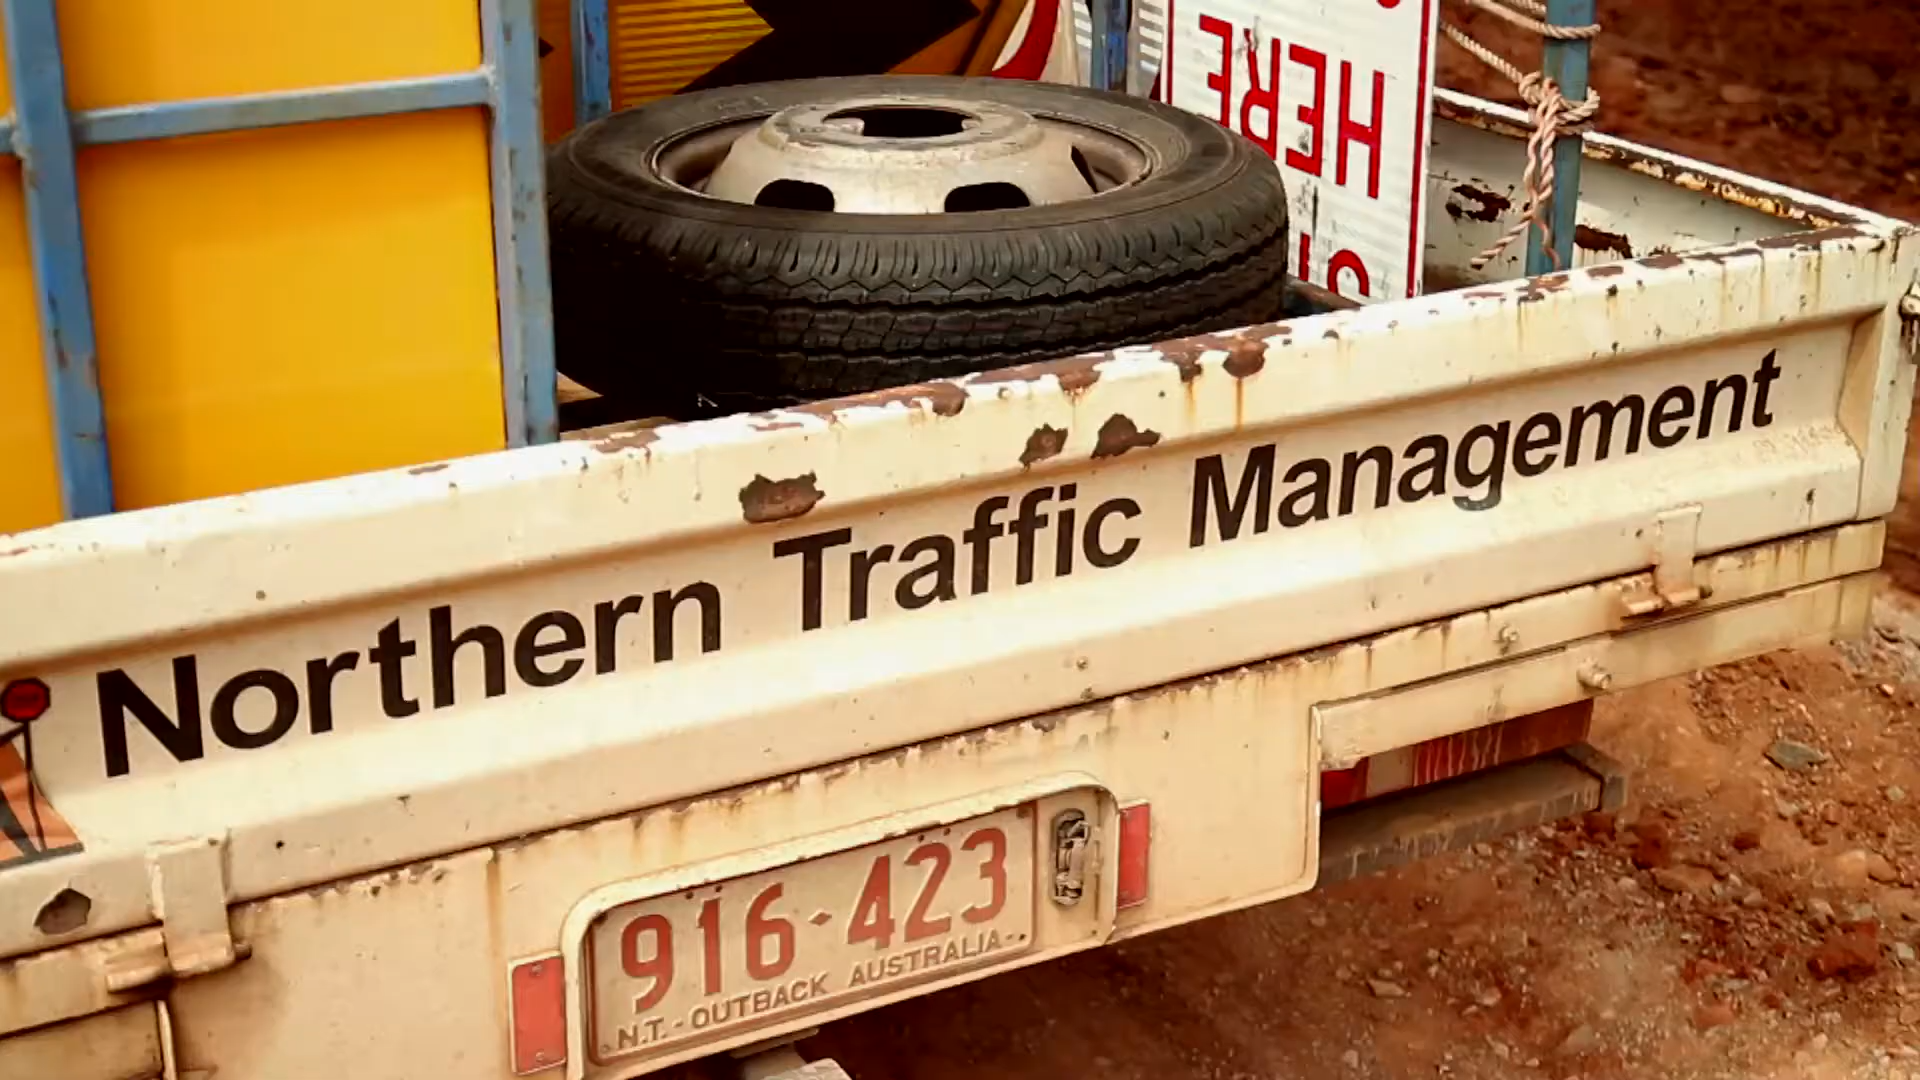 HERE
Northern Traffic Management
916·423
N.T. - OUTBACK AUSTRALIA -